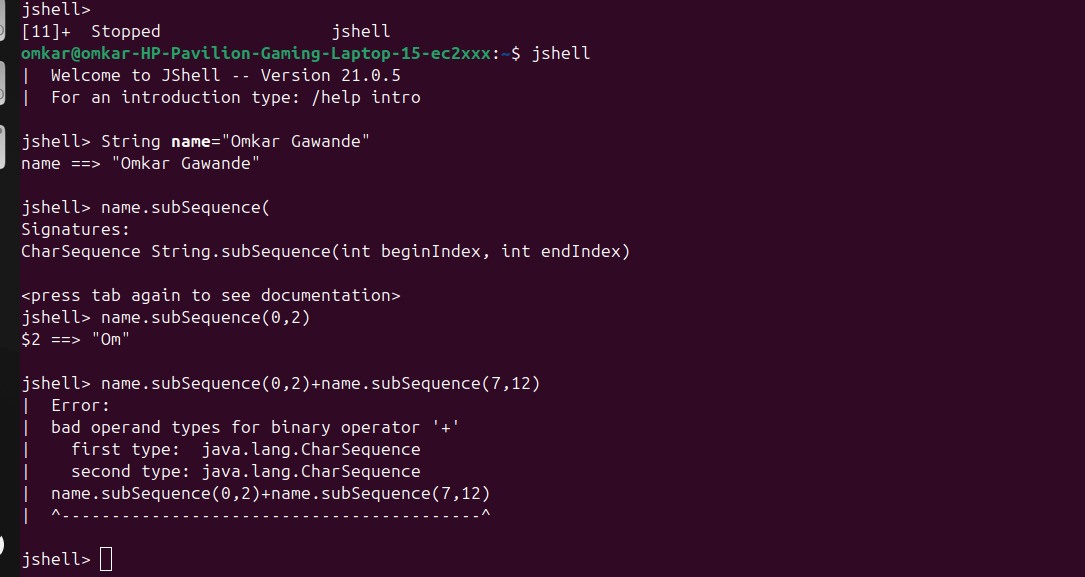 jshell>
[11]+  Stopped                 jshell
omkar@omkar-HP-Pavilion-Gaming-Laptop-15-ec2xxx:~$ jshell
|  Welcome to JShell -- Version 21.0.5
|  For an introduction type: /help intro
jshell> String name="Omkar Gawande"
name ==> "Omkar Gawande"
jshell> name.subSequence(
Signatures:
CharSequence String.subSequence(int beginIndex, int endIndex)
<press tab again to see documentation>
jshell> name.subSequence(0,2)
$2 ==> "Om"
jshell> name.subSequence(0,2)+name.subSequence(7,12)
|  Error:
|  bad operand types for binary operator '+'
|    first type:  java.lang.CharSequence
|    second type: java.lang.CharSequence
|  name.subSequence(0,2)+name.subSequence(7,12)
|  ^------------------------------------------^
jshell>